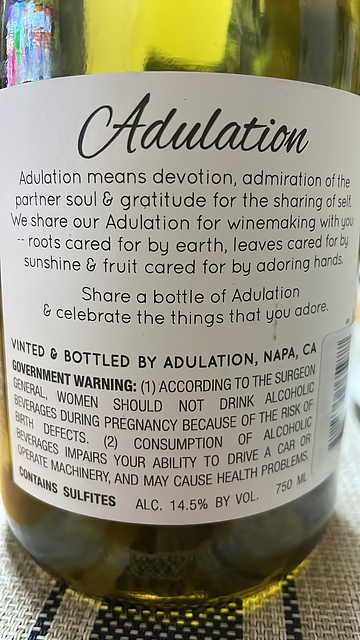 Adulation
Adulation means devotion, admiration of the
partner soul & gratitude for the sharing of self.
We share our Adulation for winemaking with you
-- roots cared for by earth, leaves cared for by
sunshine & fruit cared for by adoring hands.
Share a bottle of Adulation
& celebrate the things that you adore.
VINTED & BOTTLED BY ADULATION, NAPA, CA
GOVERNMENT WARNING: (1) ACCORDING TO THE SURGEON
GENERAL, WOMEN SHOULD NOT DRINK ALCOHOLIC
BEVERAGES DURING PREGNANCY BECAUSE OF THE RISK OF
BIRTH DEFECTS. (2) CONSUMPTION OF ALCOHOLIC
BEVERAGES IMPAIRS YOUR ABILITY TO DRIVE A CAR OR
OPERATE MACHINERY, AND MAY CAUSE HEALTH PROBLEMS.
CONTAINS SULFITES ALC. 14.5% BY VOL. 750 ML